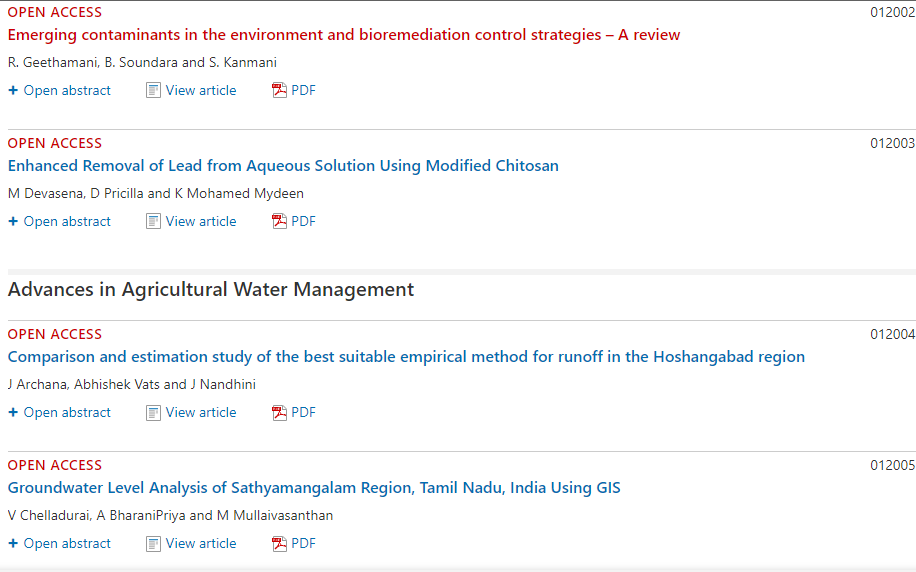 OPEN ACCESS 012002
Emerging contaminants in the environment and bioremediation control strategies – A review
R. Geethamani, B. Soundara and S. Kanmani
+ Open abstract View article PDF
OPEN ACCESS 012003
Enhanced Removal of Lead from Aqueous Solution Using Modified Chitosan
M Devasena, D Pricilla and K Mohamed Mydeen
+ Open abstract View article PDF
Advances in Agricultural Water Management
OPEN ACCESS 012004
Comparison and estimation study of the best suitable empirical method for runoff in the Hoshangabad region
J Archana, Abhishek Vats and J Nandhini
+ Open abstract View article PDF
OPEN ACCESS 012005
Groundwater Level Analysis of Sathyamangalam Region, Tamil Nadu, India Using GIS
V Chelladurai, A BharaniPriya and M Mullaivasanthan
+ Open abstract View article PDF